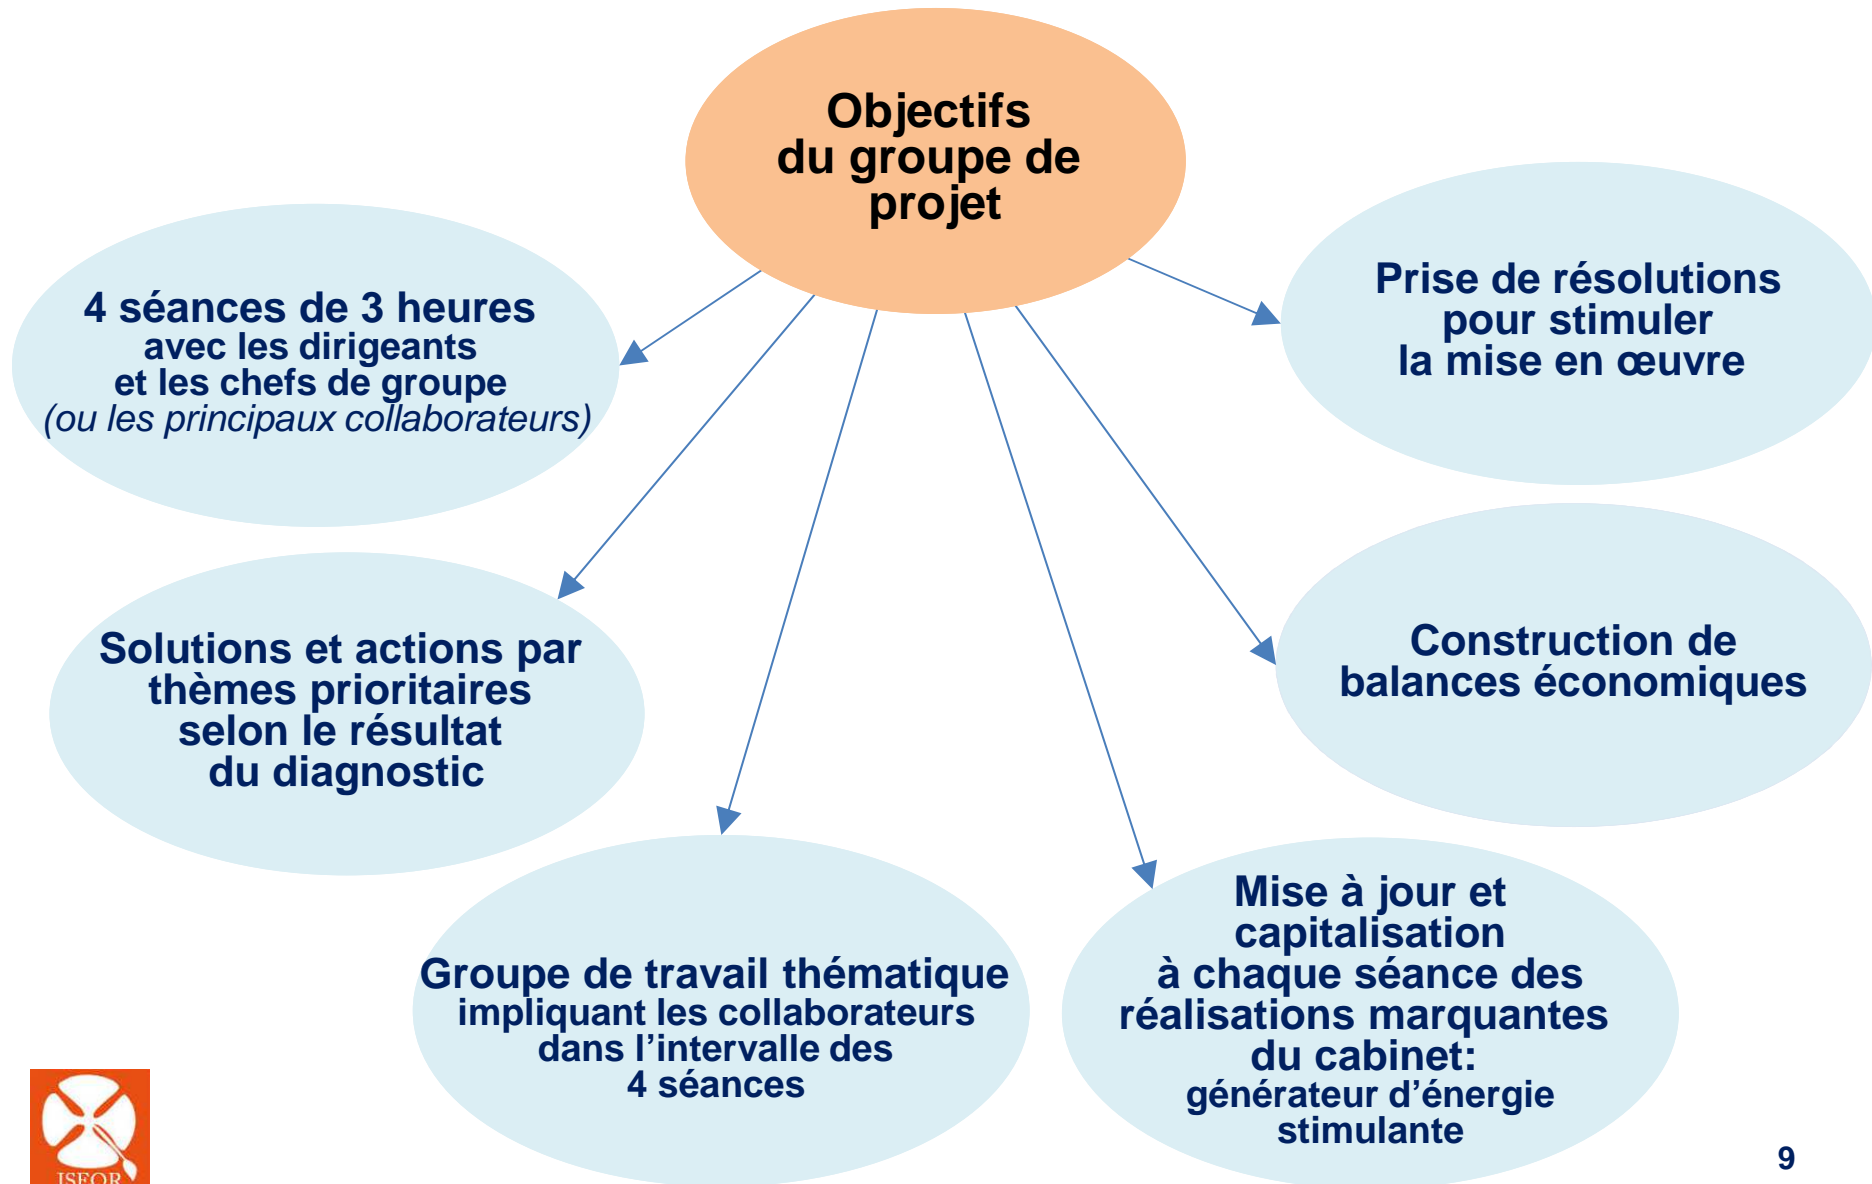 Objectifs
du groupe de
projet
4 séances de 3 heures
avec les dirigeants
et les chefs de groupe
(ou les principaux collaborateurs)
Prise de résolutions
pour stimuler
la mise en œuvre
Solutions et actions par
thèmes prioritaires
selon le résultat
du diagnostic
Construction de
balances économiques
Groupe de travail thématique
impliquant les collaborateurs
dans l’intervalle des
4 séances
Mise à jour et
capitalisation
à chaque séance des
réalisations marquantes
du cabinet:
générateur d’énergie
stimulante
ISEOR
9